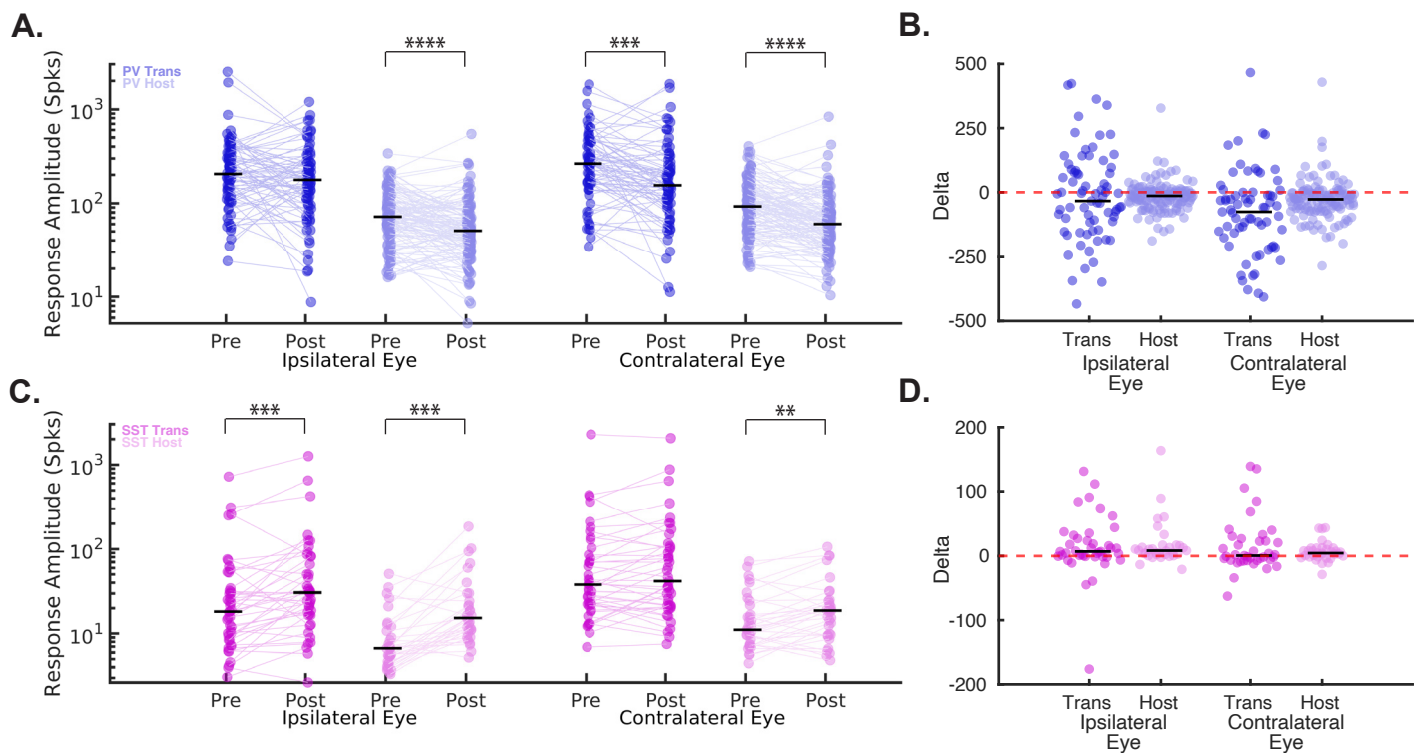 A.
PV Trans
PV Host
****
***
****
Response Amplitude (Spks)
10³
10²
10¹
Pre Post Pre Post Pre Post Pre Post
Ipsilateral Eye Contralateral Eye
B.
Delta
500
250
0
-250
-500
Trans Host Trans Host
Ipsilateral Contralateral
Eye Eye
C.
SST Trans
SST Host
***
***
**
Response Amplitude (Spks)
10³
10²
10¹
Pre Post Pre Post Pre Post Pre Post
Ipsilateral Eye Contralateral Eye
D.
Delta
200
100
0
-100
-200
Trans Host Trans Host
Ipsilateral Contralateral
Eye Eye